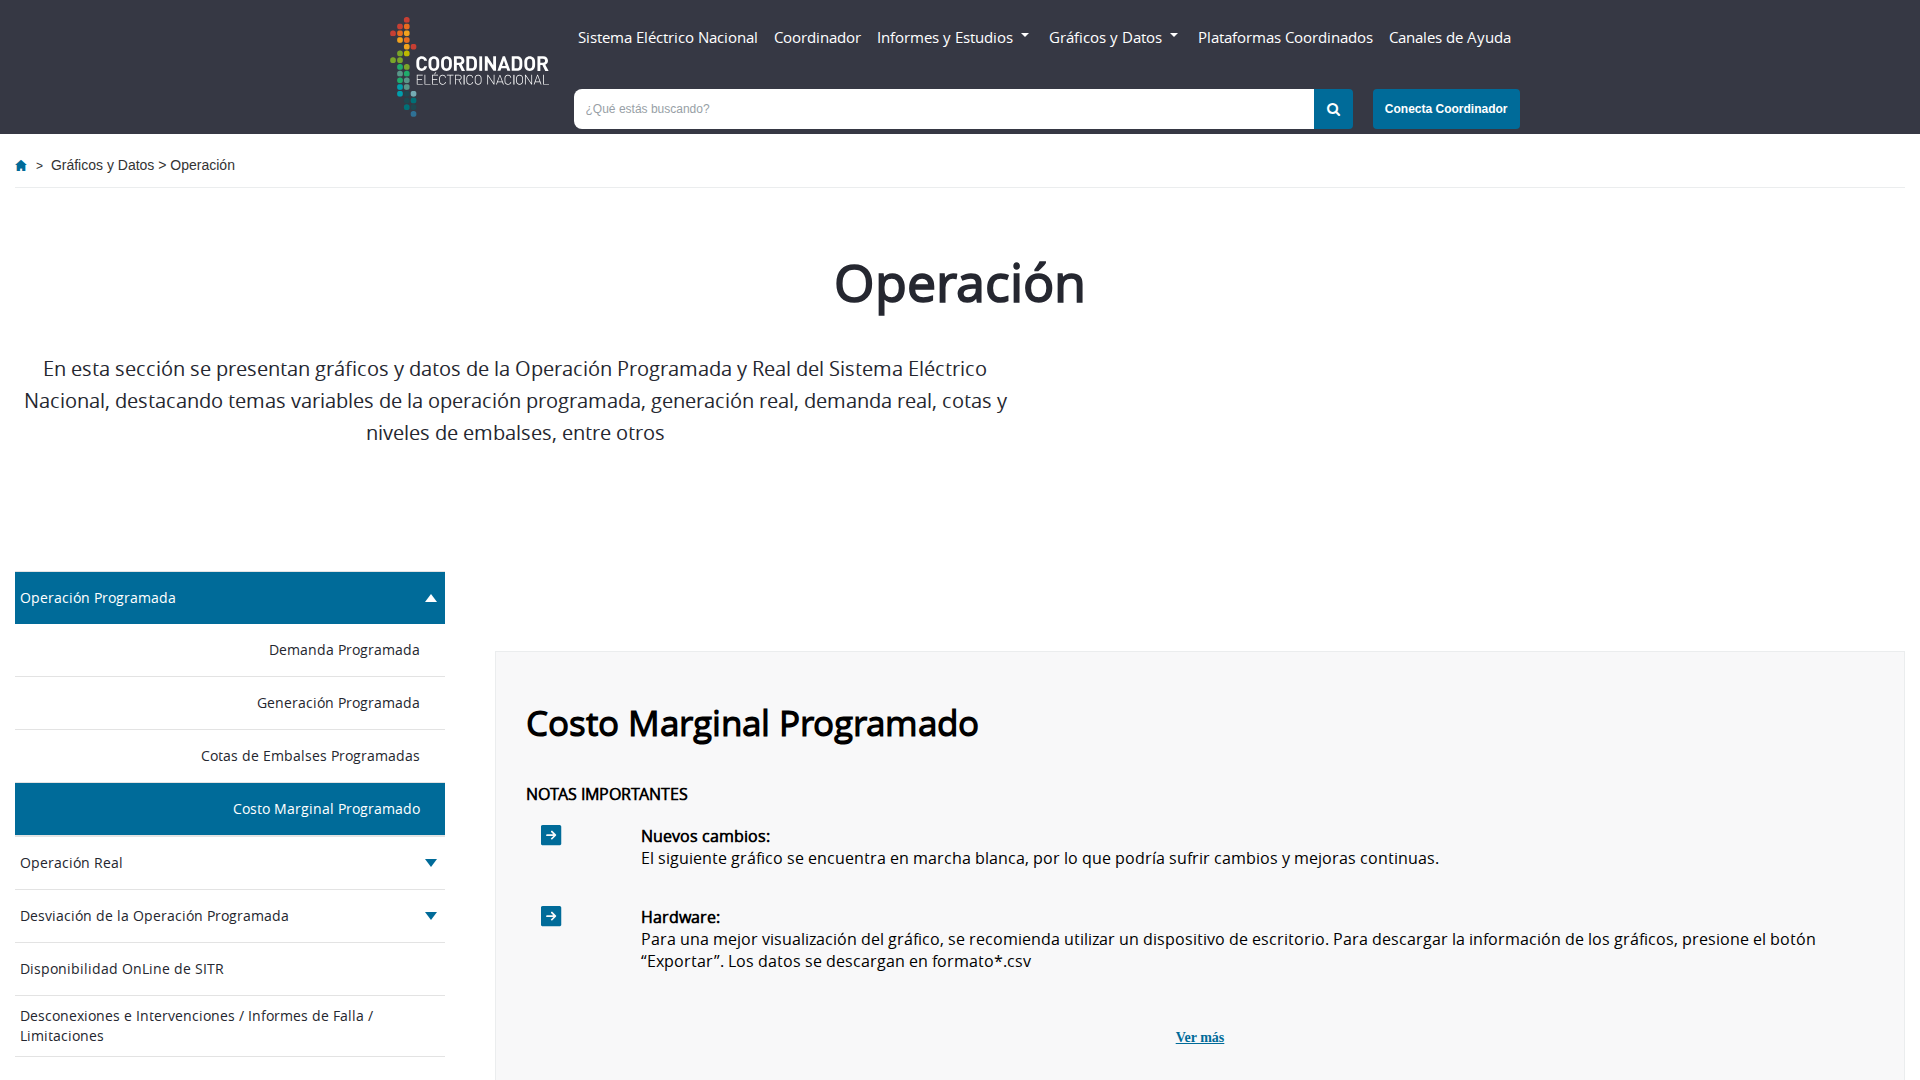 Sistema Eléctrico Nacional Coordinador Informes y Estudios Gráficos y Datos Plataformas Coordinados Canales de Ayuda
COORDINADOR
ELÉCTRICO NACIONAL
¿Qué estás buscando?
Conecta Coordinador
> Gráficos y Datos > Operación
Operación
En esta sección se presentan gráficos y datos de la Operación Programada y Real del Sistema Eléctrico
Nacional, destacando temas variables de la operación programada, generación real, demanda real, cotas y
niveles de embalses, entre otros
Operación Programada
Demanda Programada
Generación Programada
Cotas de Embalses Programadas
Costo Marginal Programado
Operación Real
Desviación de la Operación Programada
Disponibilidad OnLine de SITR
Desconexiones e Intervenciones / Informes de Falla /
Limitaciones
Costo Marginal Programado
NOTAS IMPORTANTES
Nuevos cambios:
El siguiente gráfico se encuentra en marcha blanca, por lo que podría sufrir cambios y mejoras continuas.
Hardware:
Para una mejor visualización del gráfico, se recomienda utilizar un dispositivo de escritorio. Para descargar la información de los gráficos, presione el botón
“Exportar”. Los datos se descargan en formato*.csv
Ver más